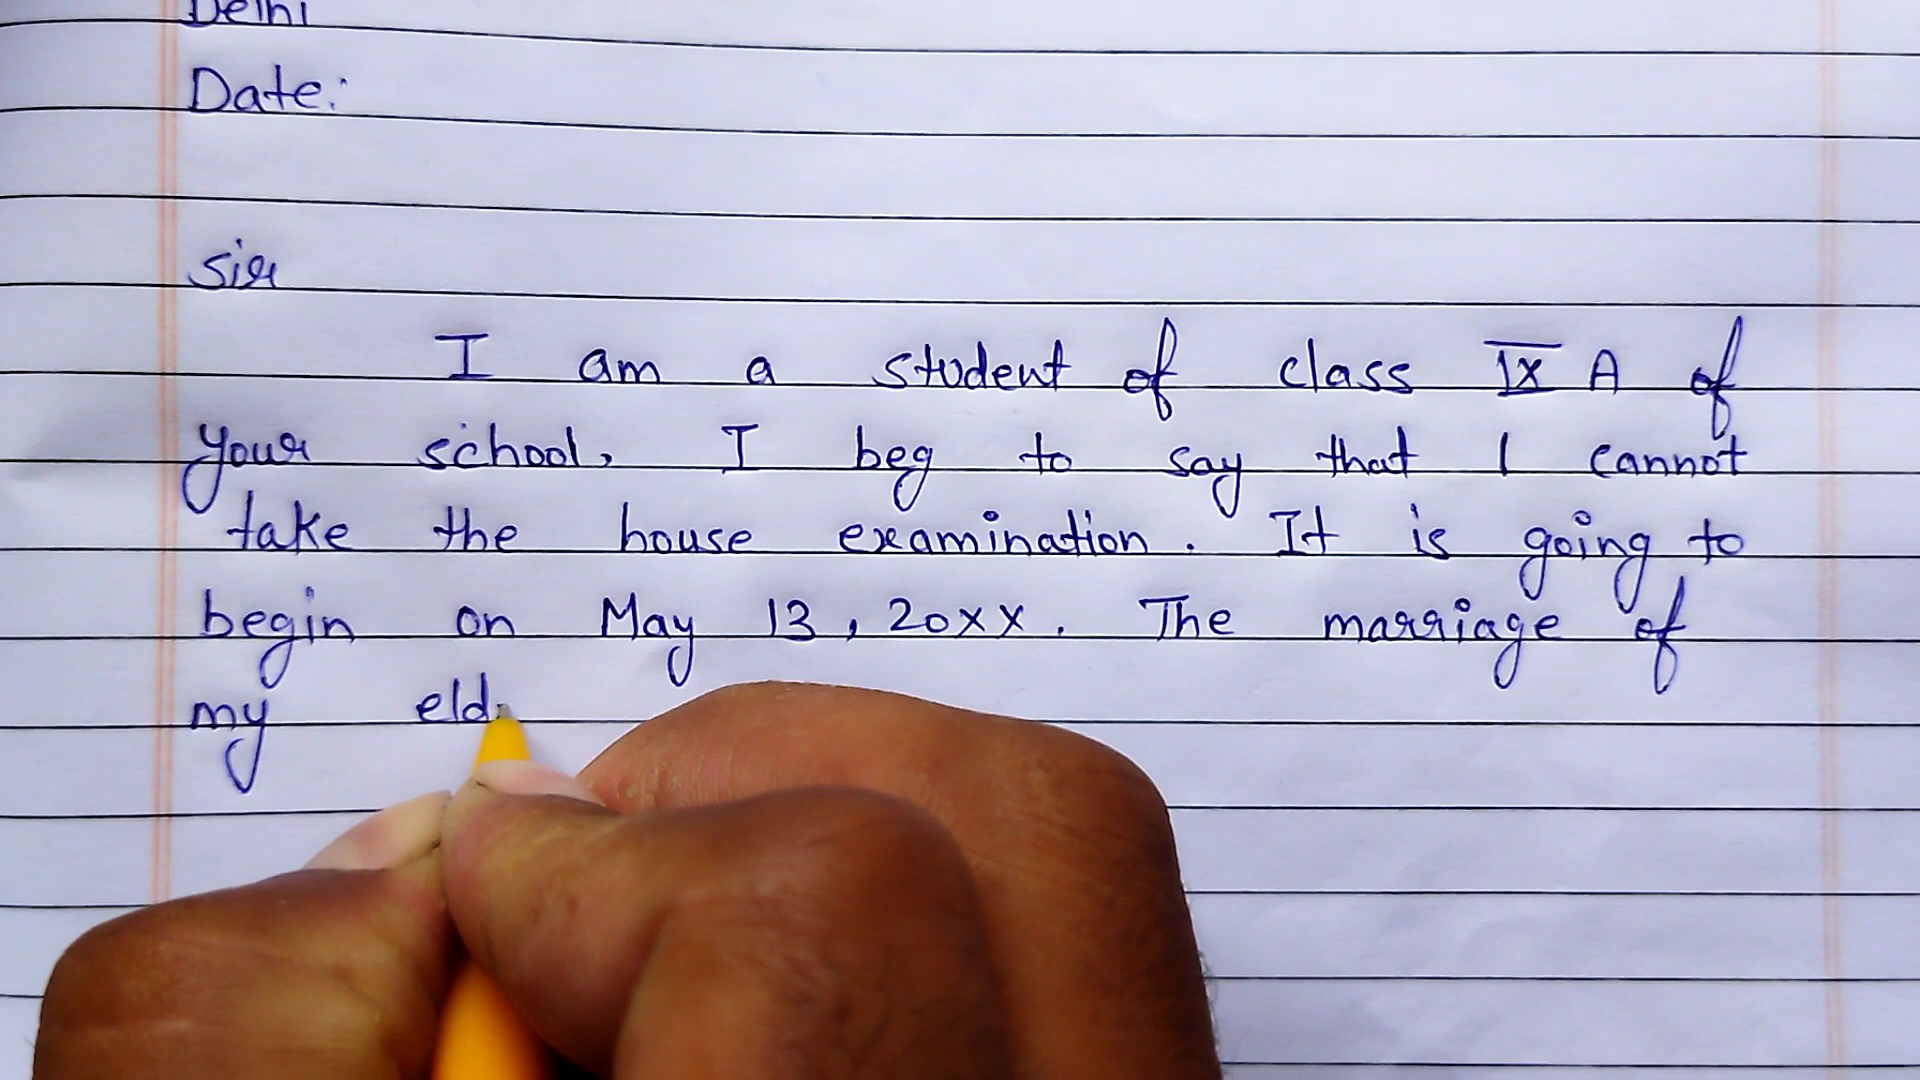 Delhi
Date:
Sir
I am a student of class IX A of
your school, I beg to say that I cannot
take the house examination. It is going to
begin on May 13, 20xx. The marriage of
my eld